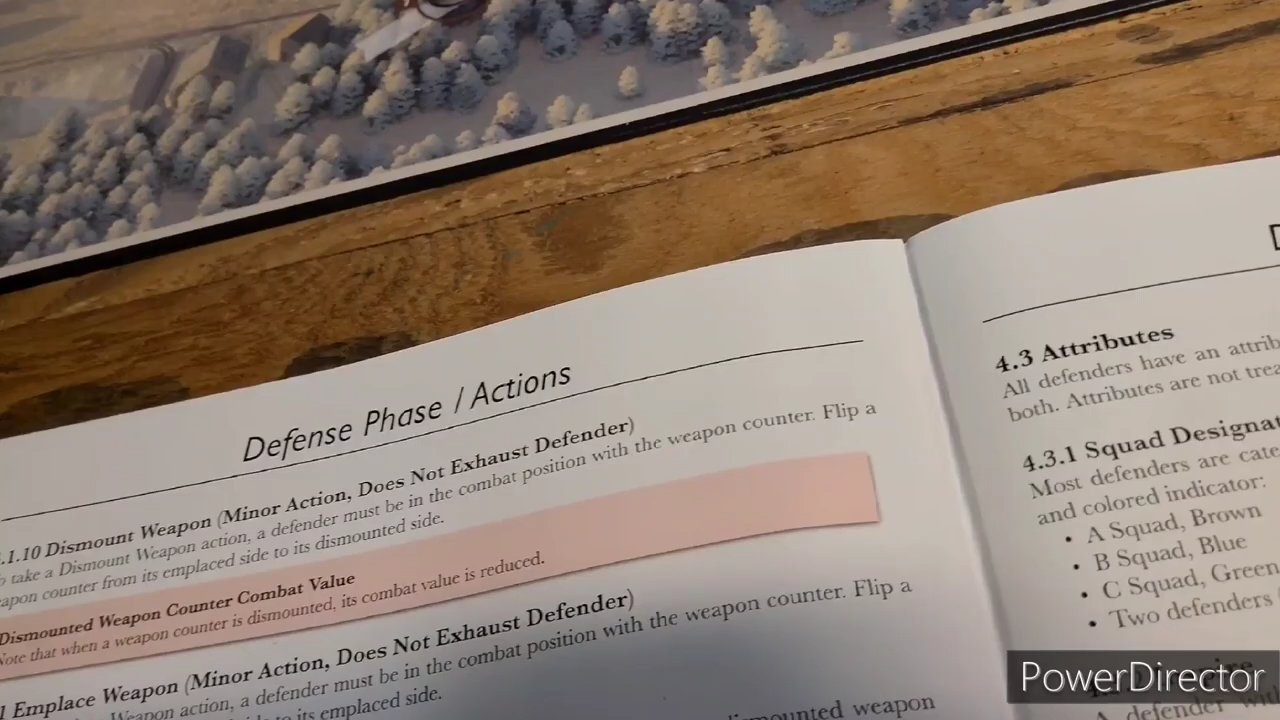 Defense Phase / Actions
.1.10 Dismount Weapon (Minor Action, Does Not Exhaust Defender)
take a Dismount Weapon action, a defender must be in the combat position with the weapon counter. Flip a
apon counter from its emplaced side to its dismounted side.
Dismounted Weapon Counter Combat Value
Note that when a weapon counter is dismounted, its combat value is reduced.
Emplace Weapon (Minor Action, Does Not Exhaust Defender)
Weapon action, a defender must be in the combat position with the weapon counter. Flip a
to its emplaced side.
dismounted weapon
4.3 Attributes
All defenders have an attrib
both. Attributes are not trea
4.3.1 Squad Designat
Most defenders are cate
and colored indicator:
• A Squad, Brown
• B Squad, Blue
• C Squad, Green
• Two defenders
A defender with
PowerDirector